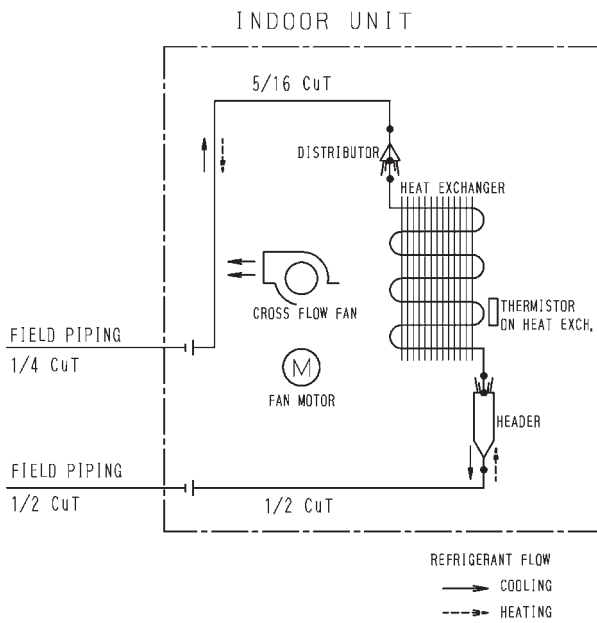 INDOOR UNIT
5/16 CuT
DISTRIBUTOR
HEAT EXCHANGER
CROSS FLOW FAN
THERMISTOR
ON HEAT EXCH.
FIELD PIPING
1/4 CuT
M
FAN MOTOR
HEADER
FIELD PIPING
1/2 CuT
1/2 CuT
REFRIGERANT FLOW
COOLING
HEATING